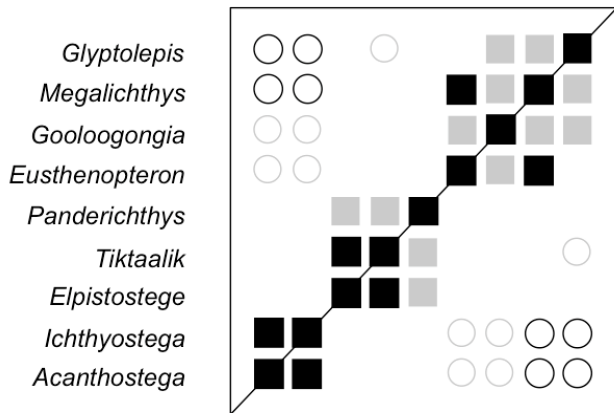 Glyptolepis
Megalichthys
Gooloogongia
Eusthenopteron
Panderichthys
Tiktaalik
Elpistostege
Ichthyostega
Acanthostega